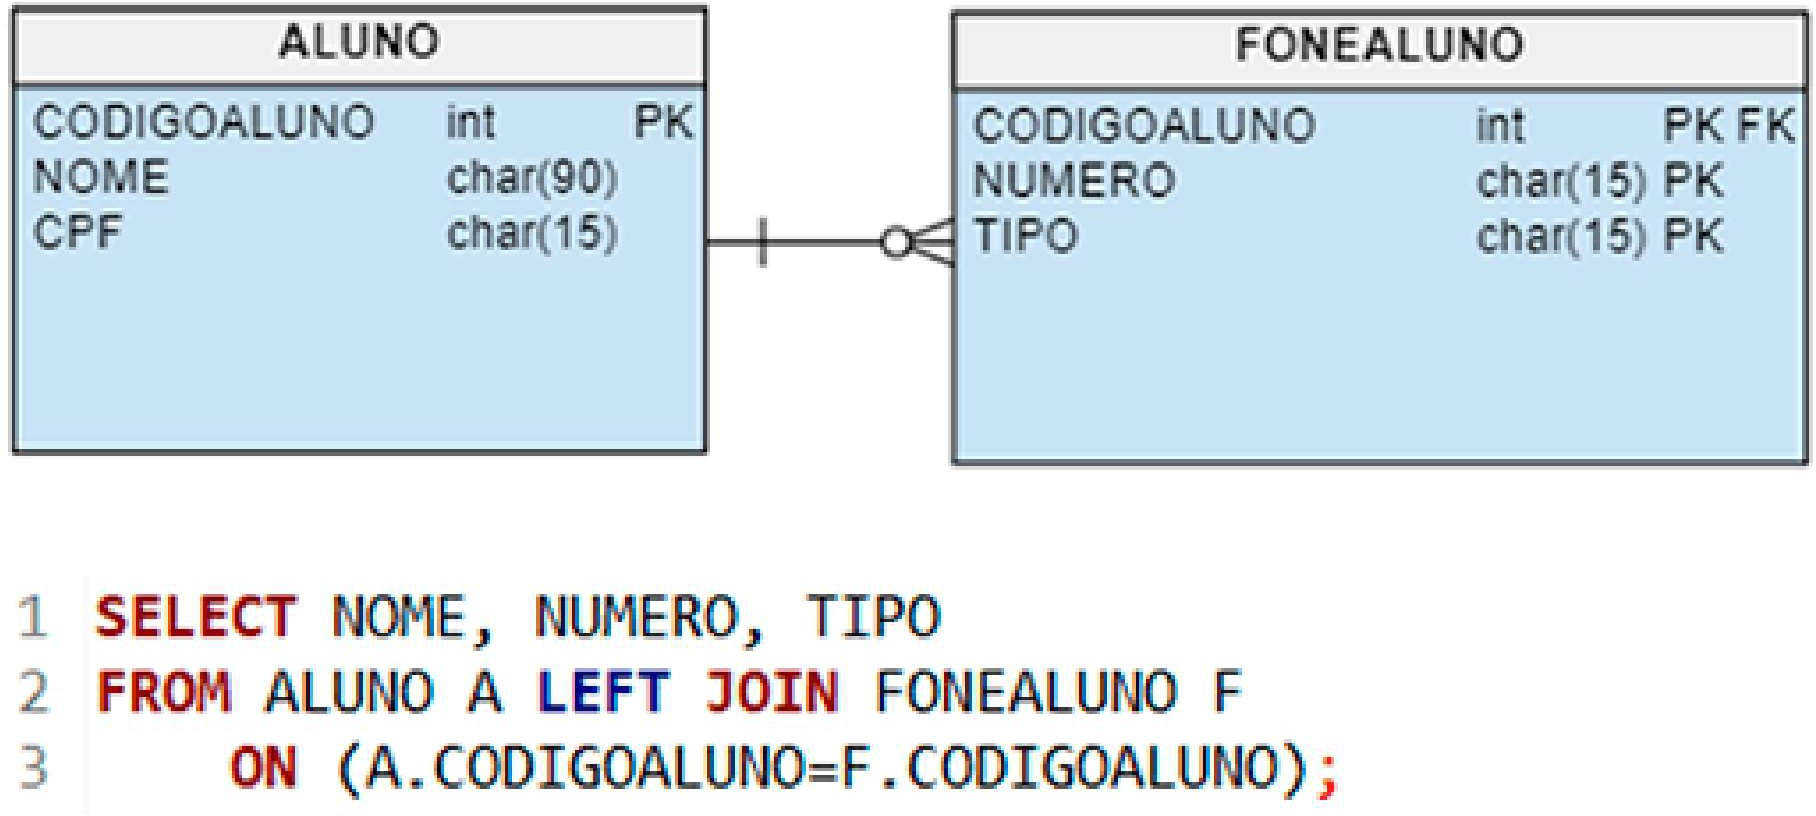 ALUNO
CODIGOALUNO int PK
NOME char(90)
CPF char(15)
FONEALUNO
CODIGOALUNO int PK FK
NUMERO char(15) PK
TIPO char(15) PK
1 SELECT NOME, NUMERO, TIPO
2 FROM ALUNO A LEFT JOIN FONEALUNO F
3 ON (A.CODIGOALUNO=F.CODIGOALUNO);